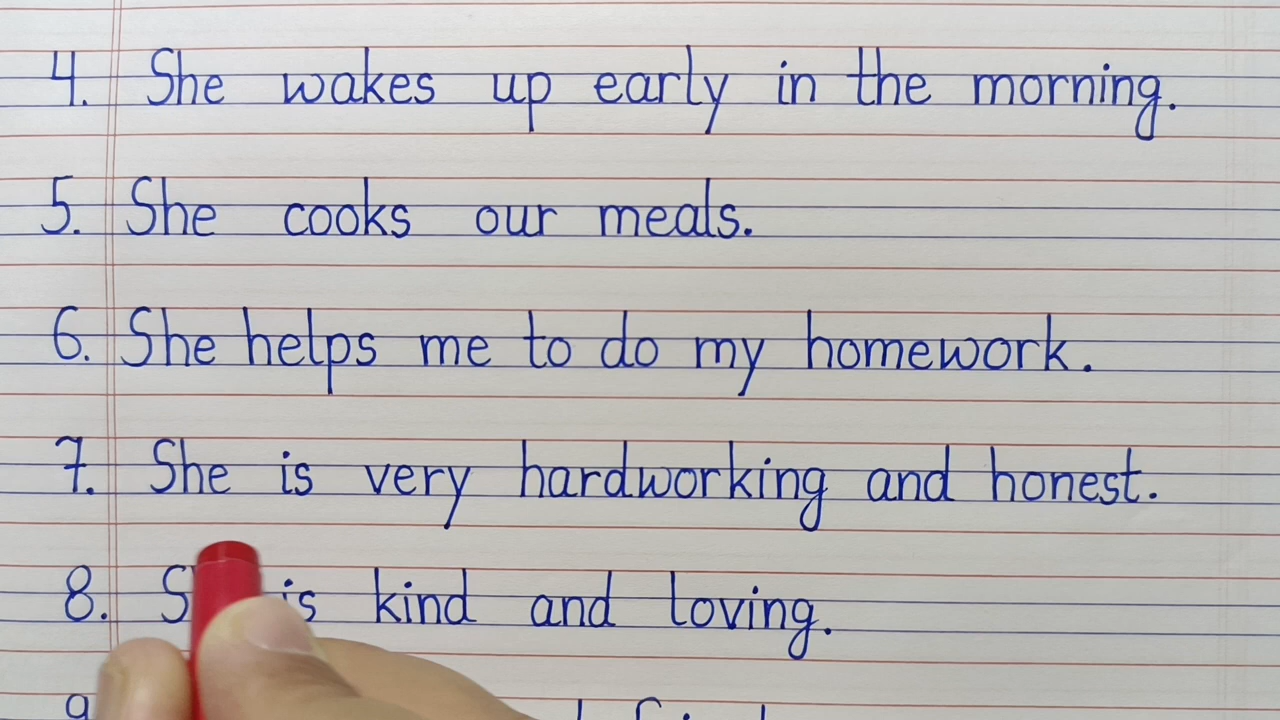 4. She wakes up early in the morning.
5. She cooks our meals.
6. She helps me to do my homework.
7. She is very hardworking and honest.
8. is kind and loving.
9